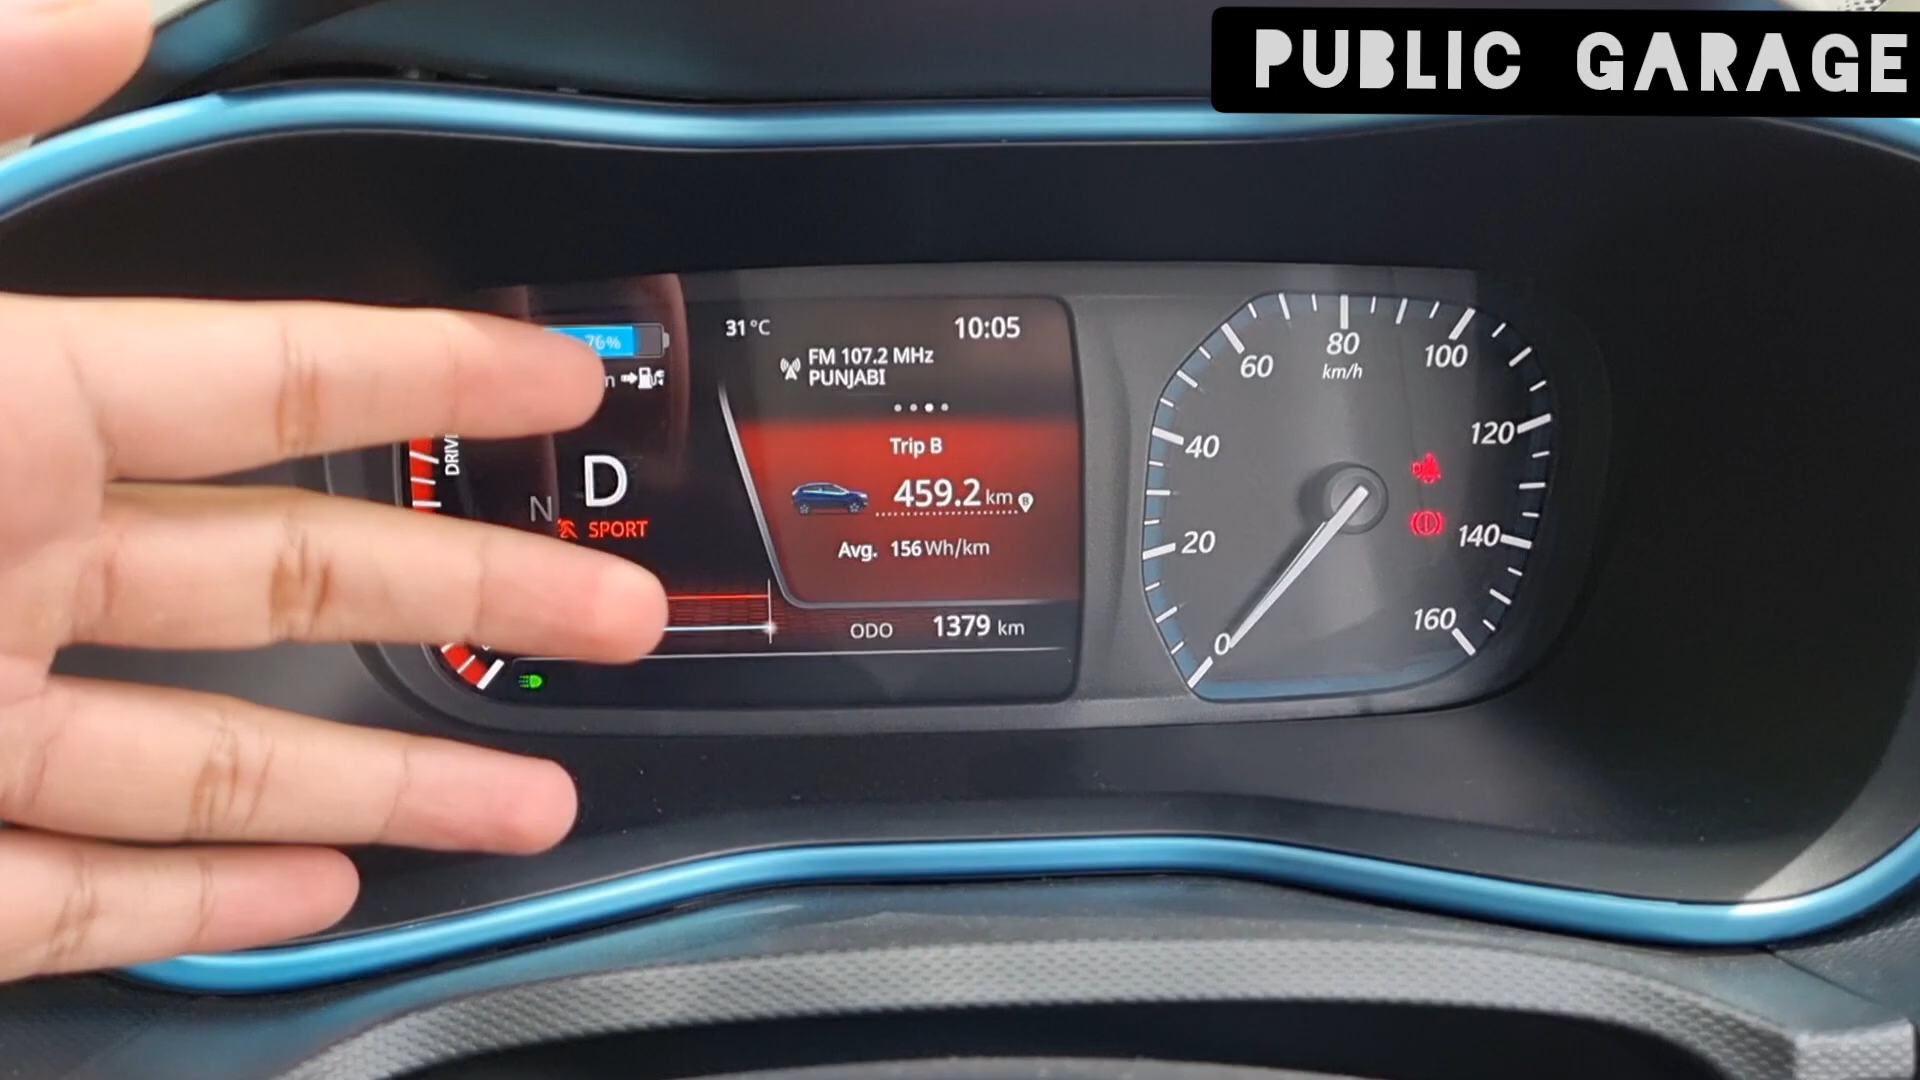 PUBLIC GARAGE
76%
31°C
10:05
FM 107.2 MHz
PUNJABI
Trip B
459.2 km
B
Avg. 156 Wh/km
ODO 1379 km
D
N
SPORT
0
20
40
60
80
km/h
100
120
140
160